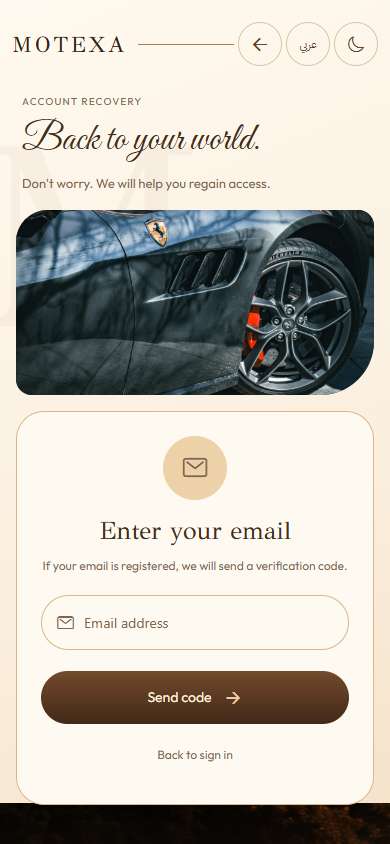 MOTEXA
عربي
ACCOUNT RECOVERY
Back to your world.
Don't worry. We will help you regain access.
Enter your email
If your email is registered, we will send a verification code.
Email address
Send code
Back to sign in